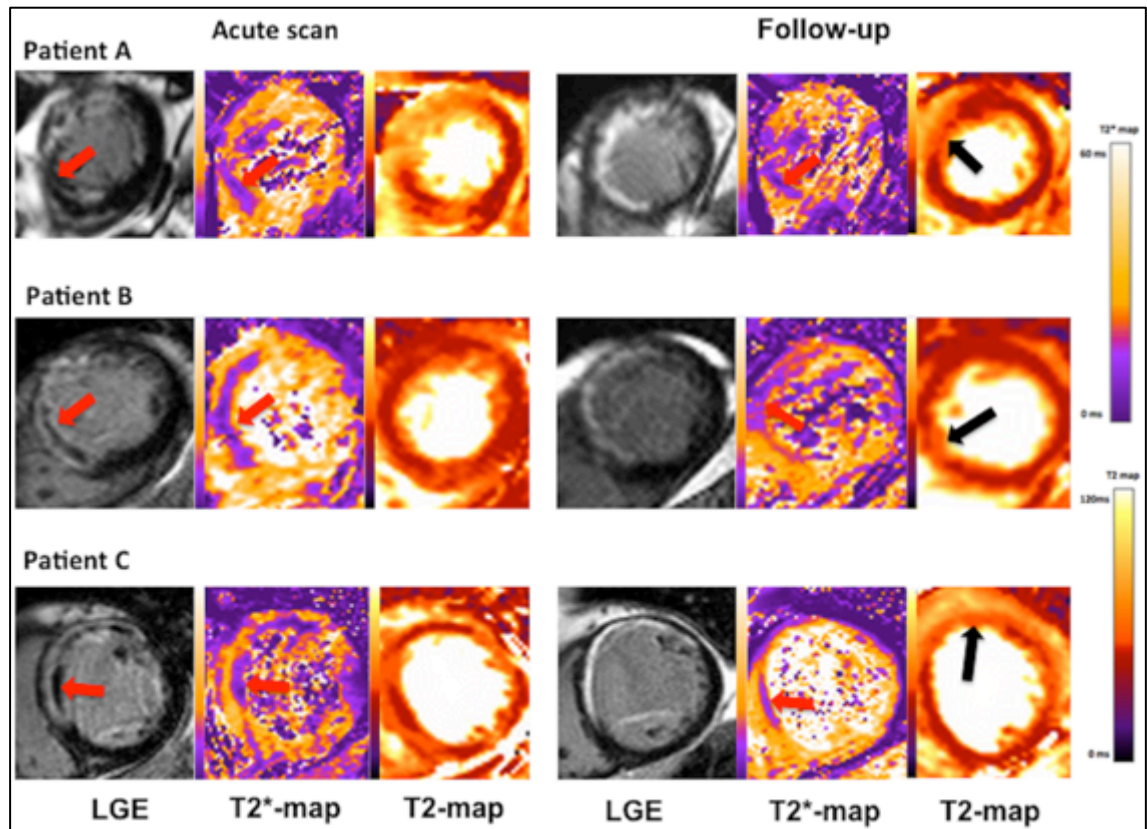 Acute scan
Follow-up
Patient A
T2* map
60 ms
Patient B
0 ms
T2 map
120ms
Patient C
0 ms
LGE
T2*-map
T2-map
LGE
T2*-map
T2-map